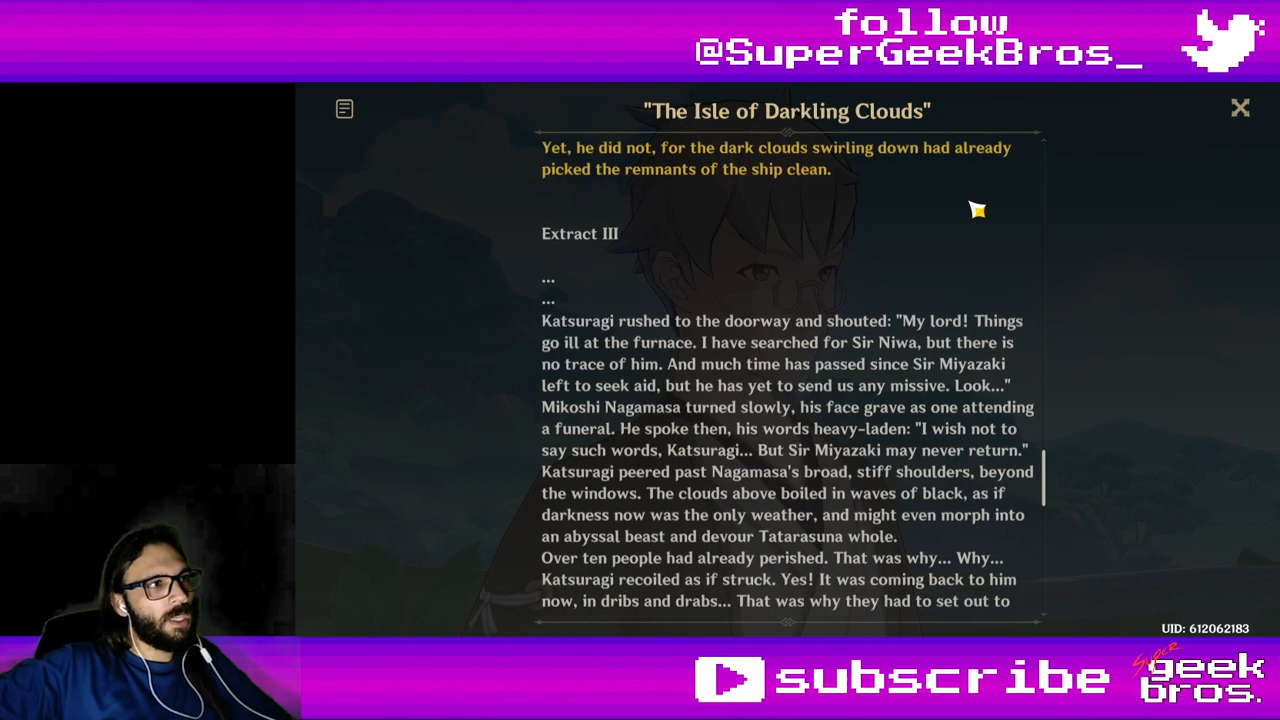 follow
@SuperGeekBros_
"The Isle of Darkling Clouds"
Yet, he did not, for the dark clouds swirling down had already
picked the remnants of the ship clean.
Extract III
...
...
Katsuragi rushed to the doorway and shouted: "My lord! Things
go ill at the furnace. I have searched for Sir Niwa, but there is
no trace of him. And much time has passed since Sir Miyazaki
left to seek aid, but he has yet to send us any missive. Look..."
Mikoshi Nagamasa turned slowly, his face grave as one attending
a funeral. He spoke then, his words heavy-laden: "I wish not to
say such words, Katsuragi... But Sir Miyazaki may never return."
Katsuragi peered past Nagamasa's broad, stiff shoulders, beyond
the windows. The clouds above boiled in waves of black, as if
darkness now was the only weather, and might even morph into
an abyssal beast and devour Tatarasuna whole.
Over ten people had already perished. That was why... Why...
Katsuragi recoiled as if struck. Yes! It was coming back to him
now, in dribs and drabs... That was why they had to set out to
UID: 612062183
subscribe
SUPER
geek
bros.